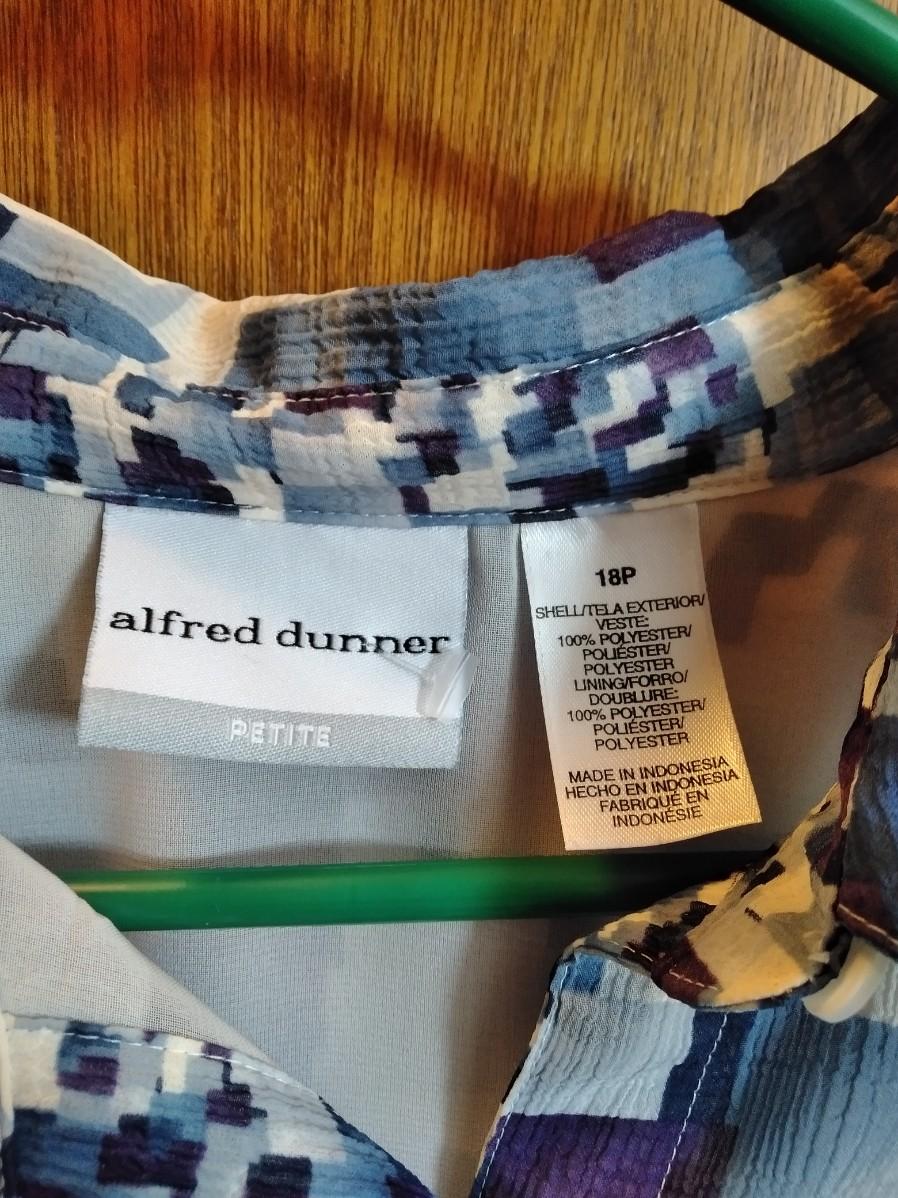 alfred dunner
PETITE
18P
SHELL/TELA EXTERIOR/
VESTE:
100% POLYESTER/
POLIÉSTER/
POLYESTER
LINING/FORRO/
DOUBLURE:
100% POLYESTER/
POLIÉSTER/
POLYESTER
MADE IN INDONESIA
HECHO EN INDONESIA
FABRIQUÉ EN
INDONÉSIE